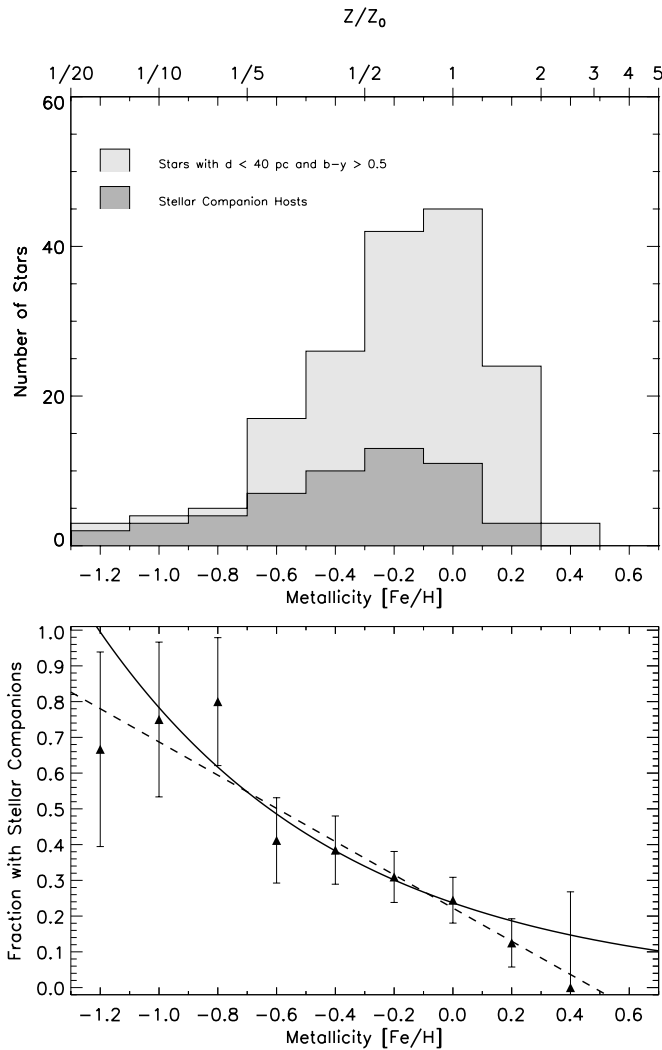 Z/Z₀
1/20 1/10 1/5 1/2 1 2 3 4 5
60
40
20
0
Number of Stars
Stars with d < 40 pc and b−y > 0.5
Stellar Companion Hosts
−1.2 −1.0 −0.8 −0.6 −0.4 −0.2 0.0 0.2 0.4 0.6
Metallicity [Fe/H]
1.0
0.9
0.8
0.7
0.6
0.5
0.4
0.3
0.2
0.1
0.0
Fraction with Stellar Companions
−1.2 −1.0 −0.8 −0.6 −0.4 −0.2 0.0 0.2 0.4 0.6
Metallicity [Fe/H]